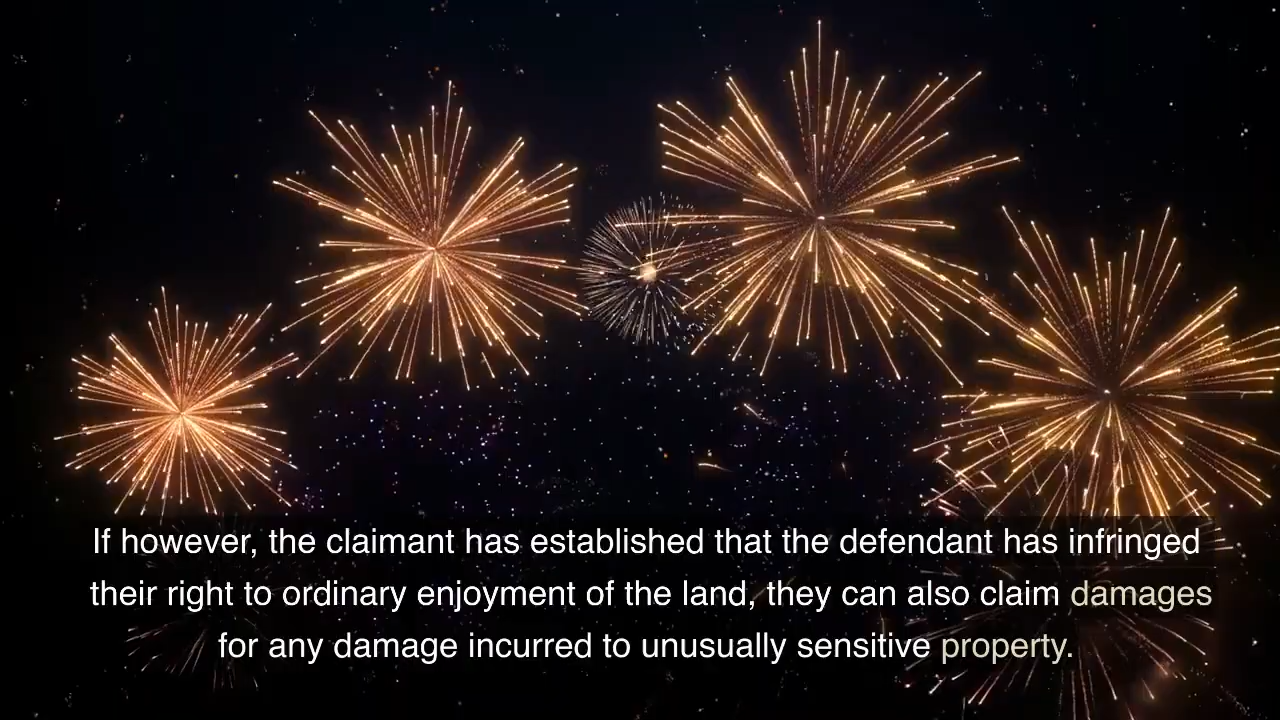 If however, the claimant has established that the defendant has infringed
their right to ordinary enjoyment of the land, they can also claim damages
for any damage incurred to unusually sensitive property.